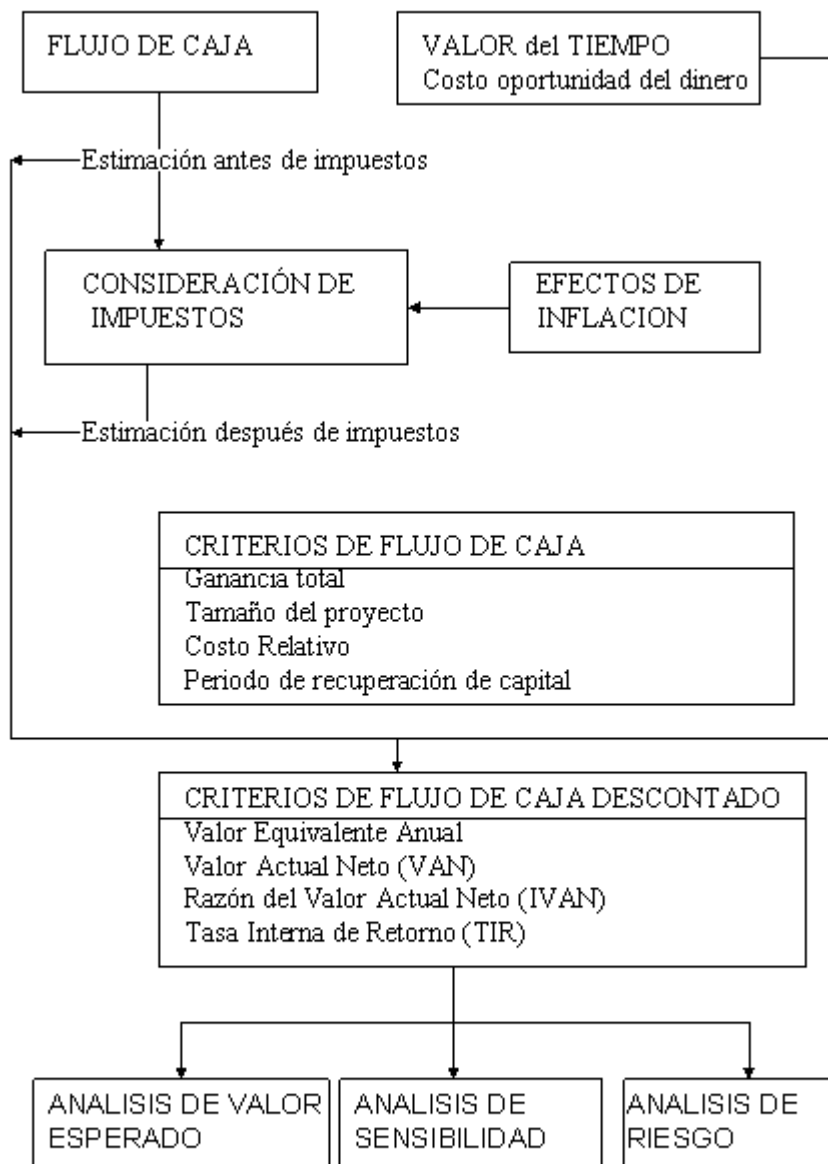 FLUJO DE CAJA
VALOR del TIEMPO
Costo oportunidad del dinero
Estimación antes de impuestos
CONSIDERACIÓN DE
IMPUESTOS
EFECTOS DE
INFLACION
Estimación después de impuestos
CRITERIOS DE FLUJO DE CAJA
Ganancia total
Tamaño del proyecto
Costo Relativo
Periodo de recuperación de capital
CRITERIOS DE FLUJO DE CAJA DESCONTADO
Valor Equivalente Anual
Valor Actual Neto (VAN)
Razón del Valor Actual Neto (IVAN)
Tasa Interna de Retorno (TIR)
ANALISIS DE VALOR
ESPERADO
ANALISIS DE
SENSIBILIDAD
ANALISIS DE
RIESGO